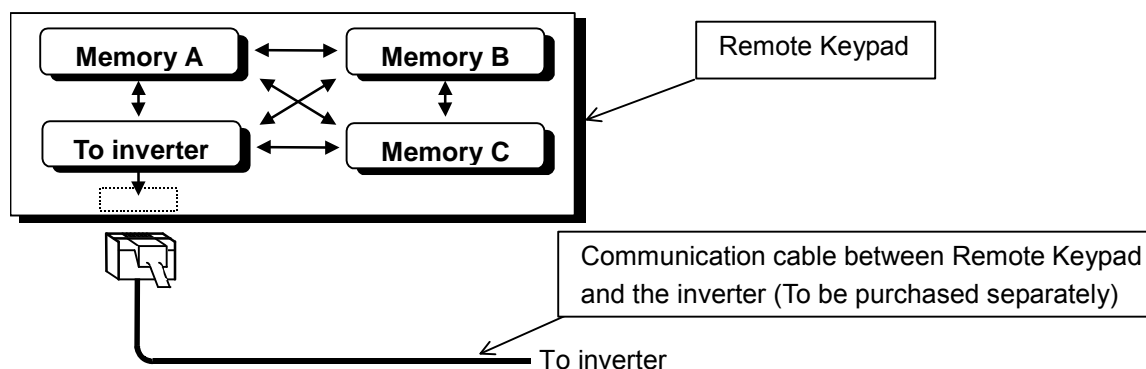 Memory A
Memory B
Remote Keypad
To inverter
Memory C
Communication cable between Remote Keypad
and the inverter (To be purchased separately)
To inverter